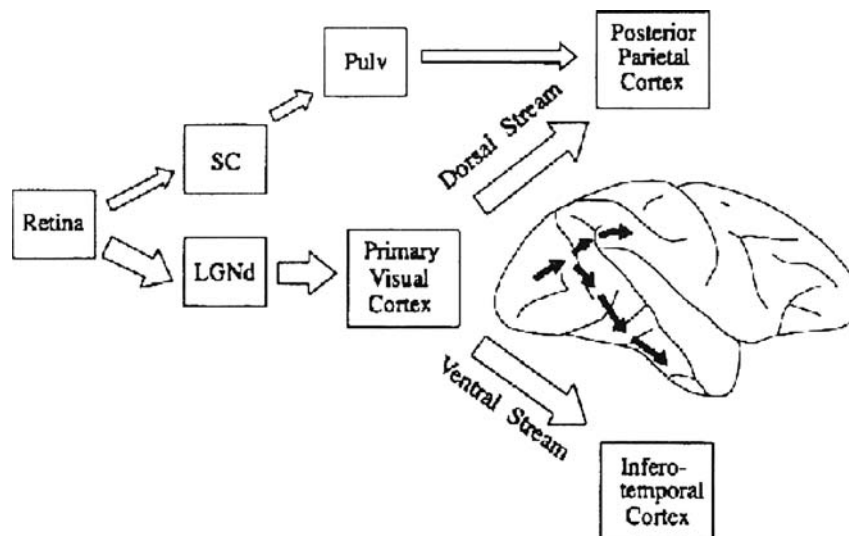 Posterior
Parietal
Cortex
Pulv
Dorsal Stream
SC
Retina
LGNd
Primary
Visual
Cortex
Ventral Stream
Infero-
temporal
Cortex